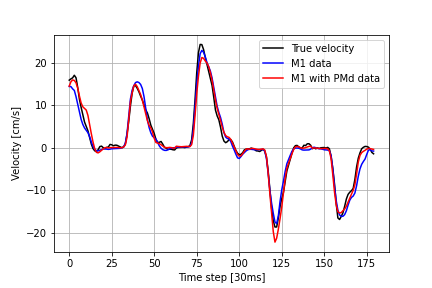 True velocity
M1 data
M1 with PMd data
20
10
0
−10
−20
Velocity [cm/s]
0 25 50 75 100 125 150 175
Time step [30ms]